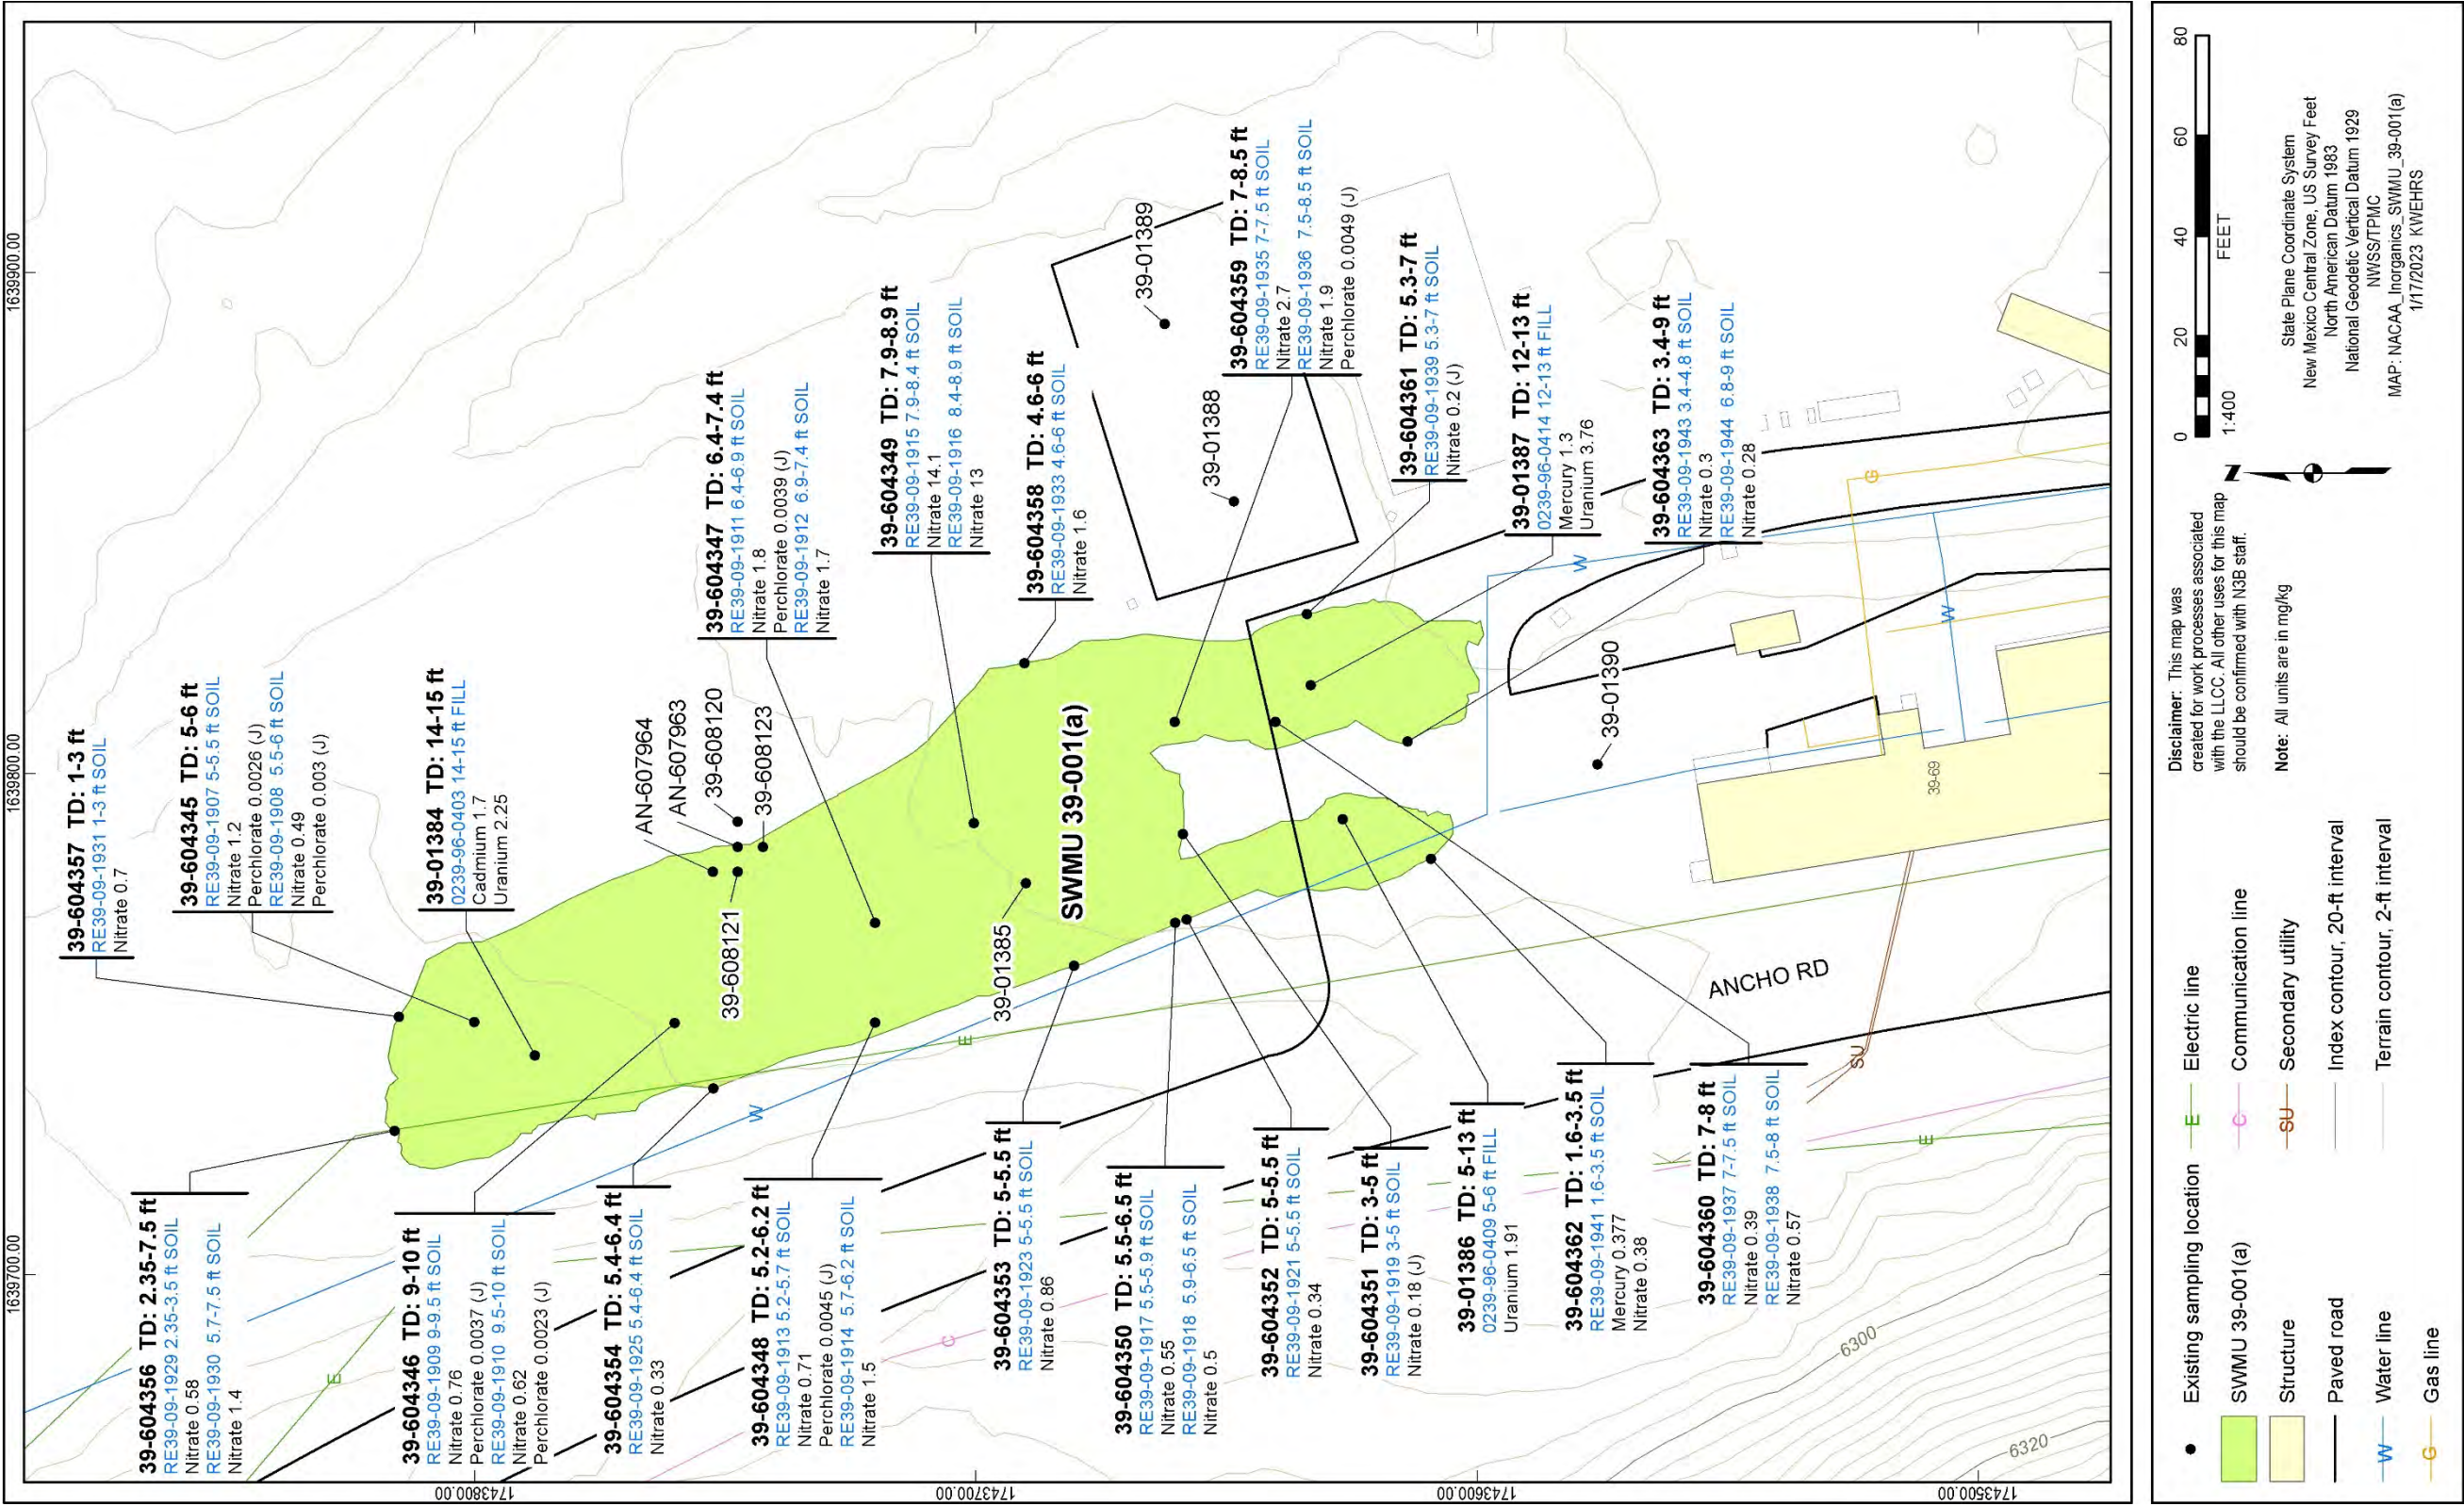 1639700.00
1639800.00
1639900.00
1743800.00
1743700.00
1743600.00
1743500.00
39-604357 TD: 1-3 ft
RE39-09-1931 1-3 ft SOIL
Nitrate 0.7
39-604345 TD: 5-6 ft
RE39-09-1907 5-5.5 ft SOIL
Nitrate 1.2
Perchlorate 0.0026 (J)
RE39-09-1908 5.5-6 ft SOIL
Nitrate 0.49
Perchlorate 0.003 (J)
39-01384 TD: 14-15 ft
0239-96-0403 14-15 ft FILL
Cadmium 1.7
Uranium 2.25
AN-607964
AN-607963
39-608120
39-608123
39-608121
39-604347 TD: 6.4-7.4 ft
RE39-09-1911 6.4-6.9 ft SOIL
Nitrate 1.8
Perchlorate 0.0039 (J)
RE39-09-1912 6.9-7.4 ft SOIL
Nitrate 1.7
39-604349 TD: 7.9-8.9 ft
RE39-09-1915 7.9-8.4 ft SOIL
Nitrate 14.1
RE39-09-1916 8.4-8.9 ft SOIL
Nitrate 13
39-604358 TD: 4.6-6 ft
RE39-09-1933 4.6-6 ft SOIL
Nitrate 1.6
39-01389
39-01388
39-604359 TD: 7-8.5 ft
RE39-09-1935 7-7.5 ft SOIL
Nitrate 2.7
RE39-09-1936 7.5-8.5 ft SOIL
Nitrate 1.9
Perchlorate 0.0049 (J)
39-604361 TD: 5.3-7 ft
RE39-09-1939 5.3-7 ft SOIL
Nitrate 0.2 (J)
39-01387 TD: 12-13 ft
0239-96-0414 12-13 ft FILL
Mercury 1.3
Uranium 3.76
39-604363 TD: 3.4-9 ft
RE39-09-1943 3.4-4.8 ft SOIL
Nitrate 0.3
RE39-09-1944 6.8-9 ft SOIL
Nitrate 0.28
39-01385
SWMU 39-001(a)
39-01390
39-69
ANCHO RD
E
W
W
W
G
SU
E
E
C
6300
6320
39-604356 TD: 2.35-7.5 ft
RE39-09-1929 2.35-3.5 ft SOIL
Nitrate 0.58
RE39-09-1930 5.7-7.5 ft SOIL
Nitrate 1.4
39-604346 TD: 9-10 ft
RE39-09-1909 9-9.5 ft SOIL
Nitrate 0.76
Perchlorate 0.0037 (J)
RE39-09-1910 9.5-10 ft SOIL
Nitrate 0.62
Perchlorate 0.0023 (J)
39-604354 TD: 5.4-6.4 ft
RE39-09-1925 5.4-6.4 ft SOIL
Nitrate 0.33
39-604348 TD: 5.2-6.2 ft
RE39-09-1913 5.2-5.7 ft SOIL
Nitrate 0.71
Perchlorate 0.0045 (J)
RE39-09-1914 5.7-6.2 ft SOIL
Nitrate 1.5
39-604353 TD: 5-5.5 ft
RE39-09-1923 5-5.5 ft SOIL
Nitrate 0.86
39-604350 TD: 5.5-6.5 ft
RE39-09-1917 5.5-5.9 ft SOIL
Nitrate 0.55
RE39-09-1918 5.9-6.5 ft SOIL
Nitrate 0.5
39-604352 TD: 5-5.5 ft
RE39-09-1921 5-5.5 ft SOIL
Nitrate 0.34
39-604351 TD: 3-5 ft
RE39-09-1919 3-5 ft SOIL
Nitrate 0.18 (J)
39-01386 TD: 5-13 ft
0239-96-0409 5-6 ft FILL
Uranium 1.91
39-604362 TD: 1.6-3.5 ft
RE39-09-1941 1.6-3.5 ft SOIL
Mercury 0.377
Nitrate 0.38
39-604360 TD: 7-8 ft
RE39-09-1937 7-7.5 ft SOIL
Nitrate 0.39
RE39-09-1938 7.5-8 ft SOIL
Nitrate 0.57
Existing sampling location
SWMU 39-001(a)
Structure
Paved road
W Water line
G Gas line
E Electric line
C Communication line
SU Secondary utility
Index contour, 20-ft interval
Terrain contour, 2-ft interval
Disclaimer: This map was
created for work processes associated
with the LLCC. All other uses for this map
should be confirmed with N3B staff.
Note: All units are in mg/kg
N
0 20 40 60 80
1:400
FEET
State Plane Coordinate System
New Mexico Central Zone, US Survey Feet
North American Datum 1983
National Geodetic Vertical Datum 1929
NWSS/TPMC
MAP: NACAA_Inorganics_SWMU_39-001(a)
1/17/2023 KWEHRS